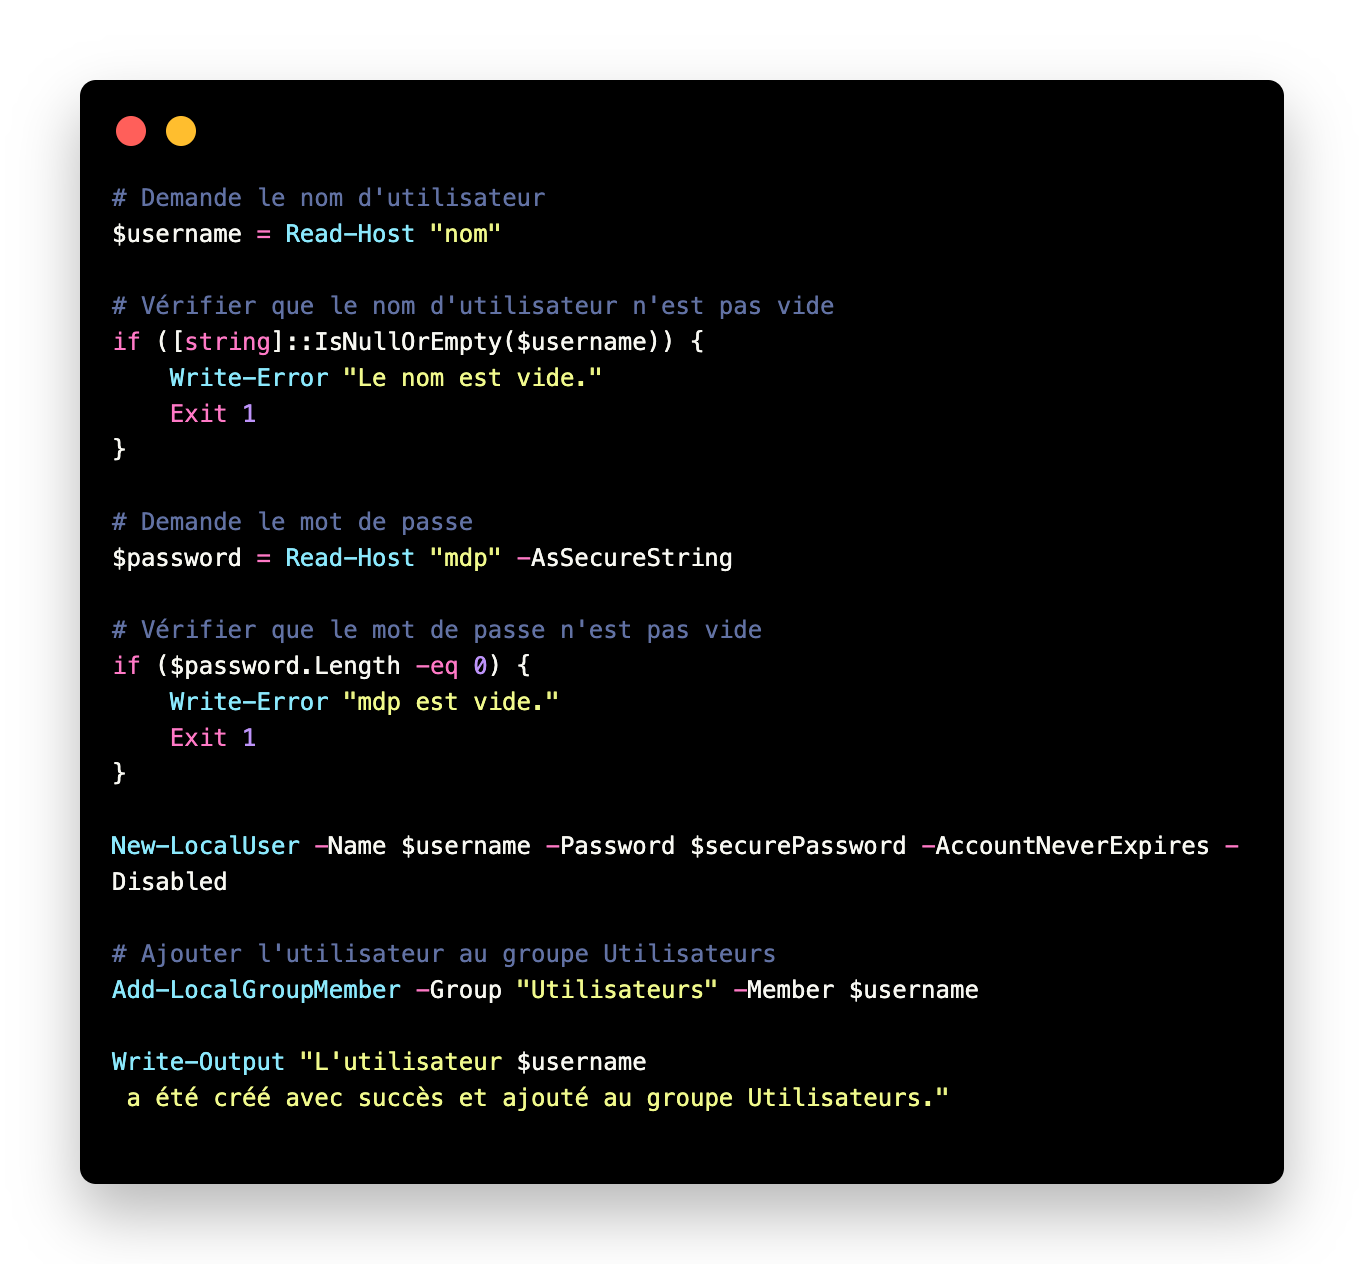 # Demande le nom d'utilisateur
$username = Read-Host "nom"
# Vérifier que le nom d'utilisateur n'est pas vide
if ([string]::IsNullOrEmpty($username)) {
    Write-Error "Le nom est vide."
    Exit 1
}
# Demande le mot de passe
$password = Read-Host "mdp" -AsSecureString
# Vérifier que le mot de passe n'est pas vide
if ($password.Length -eq 0) {
    Write-Error "mdp est vide."
    Exit 1
}
New-LocalUser -Name $username -Password $securePassword -AccountNeverExpires -
Disabled
# Ajouter l'utilisateur au groupe Utilisateurs
Add-LocalGroupMember -Group "Utilisateurs" -Member $username
Write-Output "L'utilisateur $username
 a été créé avec succès et ajouté au groupe Utilisateurs."